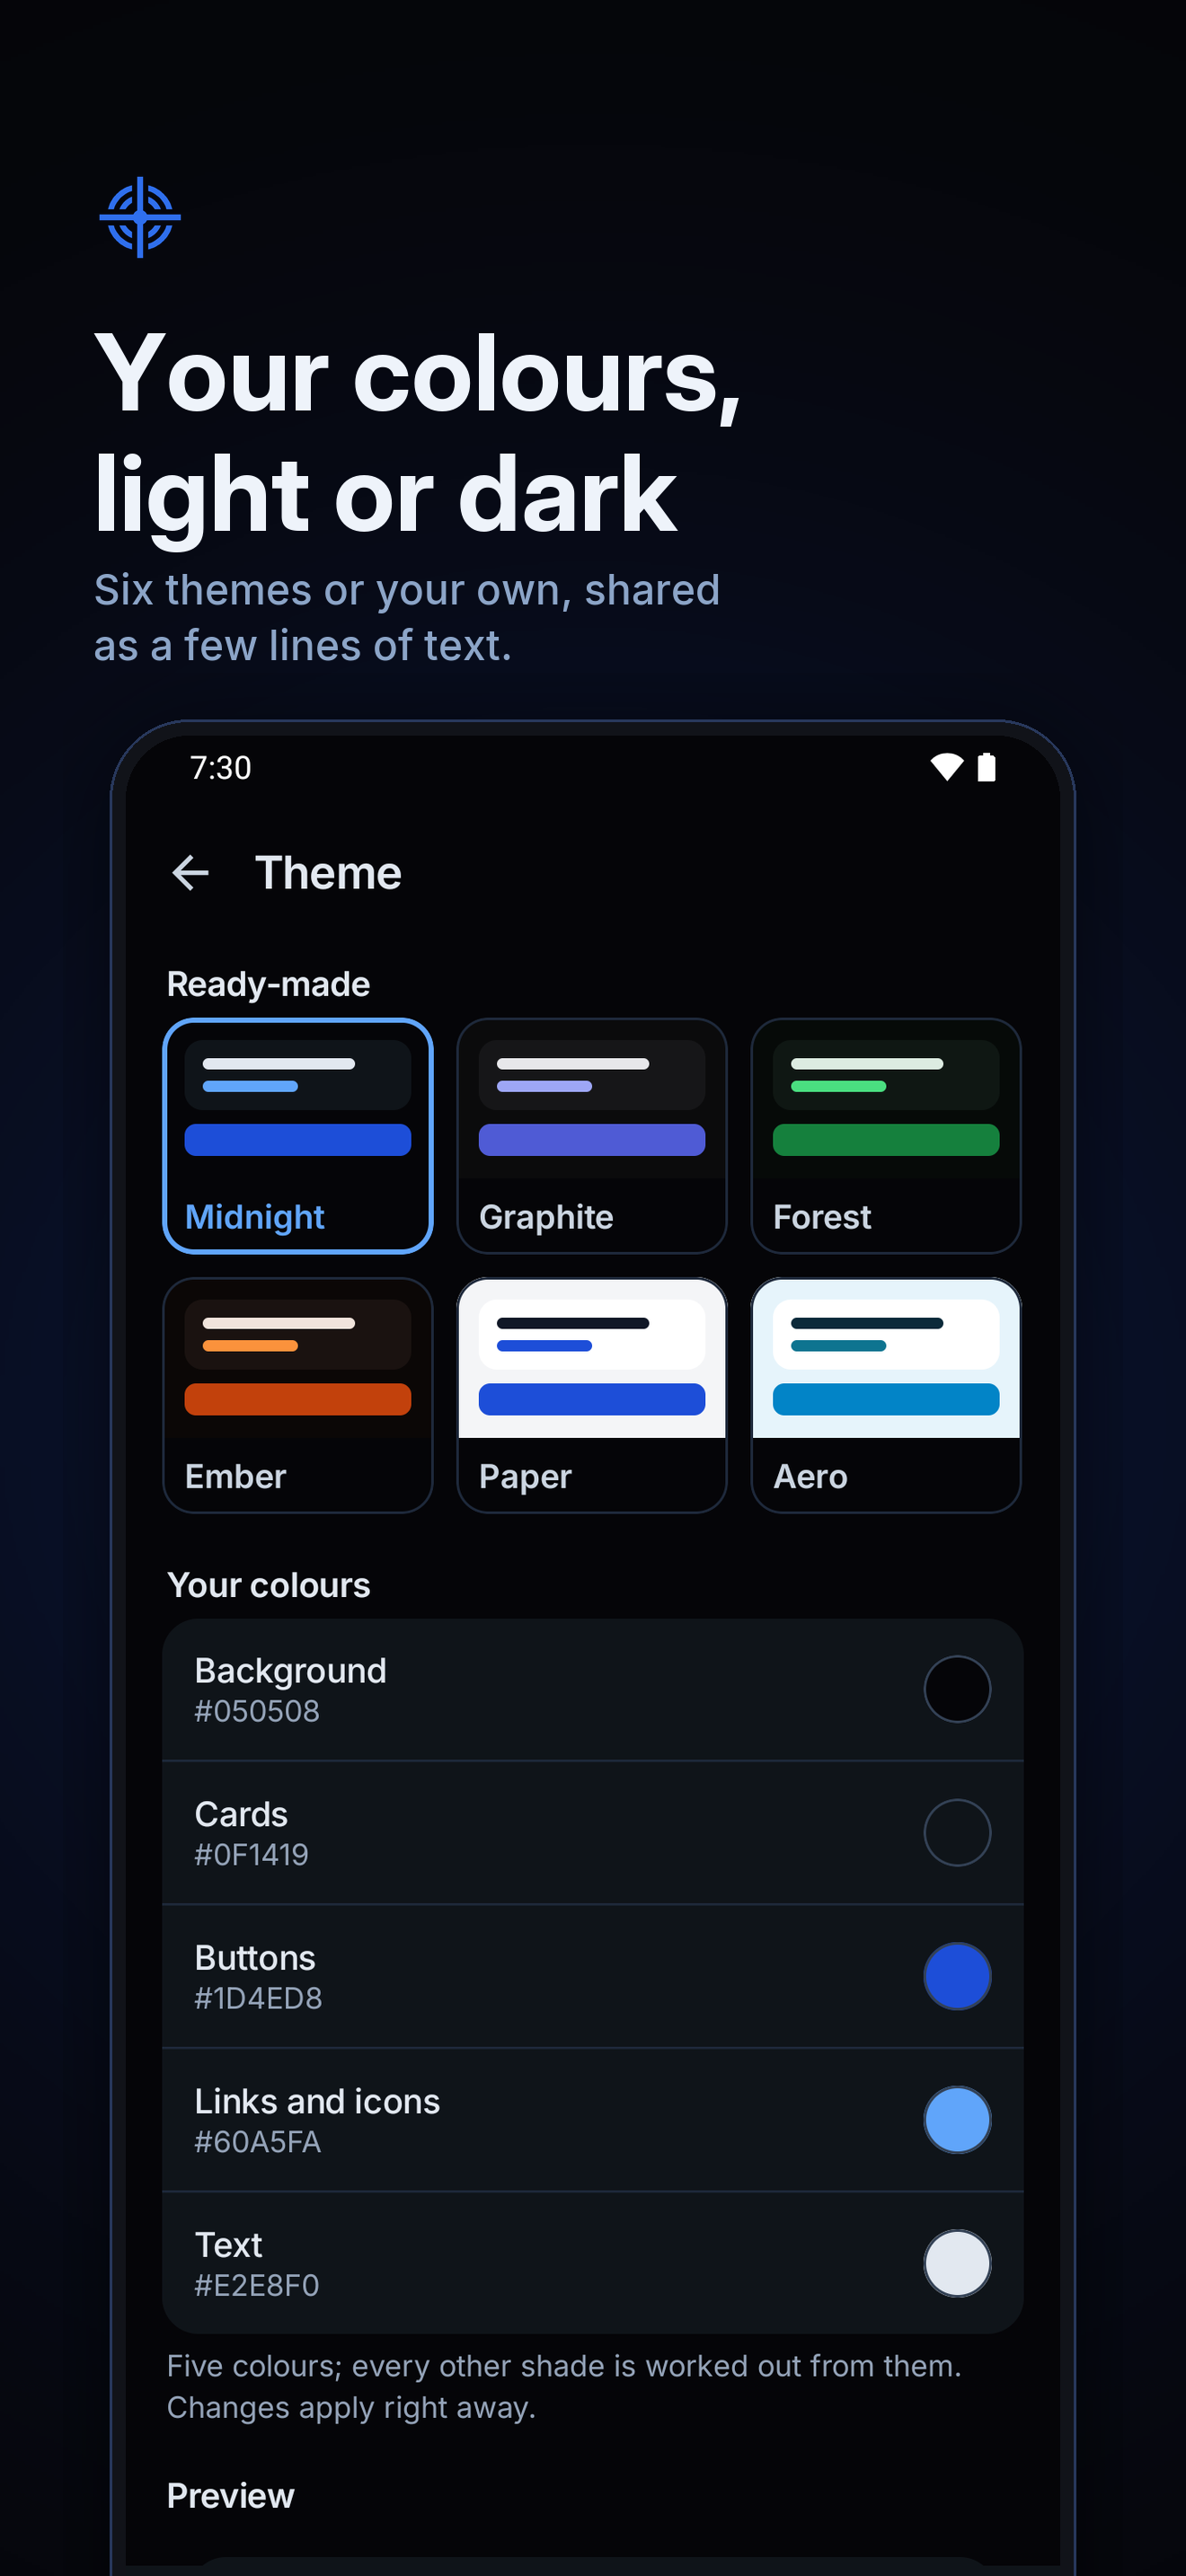 Your colours,
light or dark
Six themes or your own, shared
as a few lines of text.
7:30
Theme
Ready-made
Midnight
Graphite
Forest
Ember
Paper
Aero
Your colours
Background
#050508
Cards
#0F1419
Buttons
#1D4ED8
Links and icons
#60A5FA
Text
#E2E8F0
Five colours; every other shade is worked out from them.
Changes apply right away.
Preview